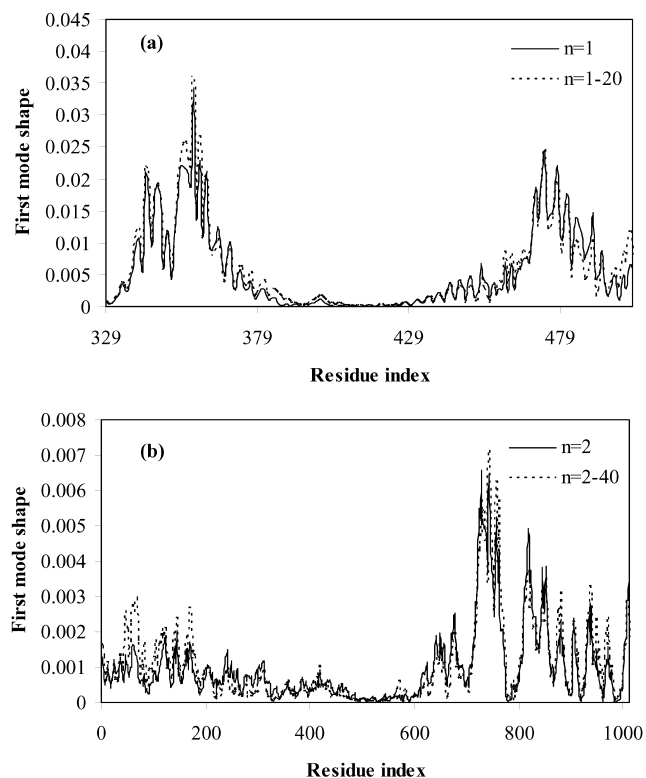 0.045
0.04
0.035
0.03
0.025
0.02
0.015
0.01
0.005
0
First mode shape
(a)
n=1
n=1-20
329
379
429
479
Residue index
0.008
0.007
0.006
0.005
0.004
0.003
0.002
0.001
0
First mode shape
(b)
n=2
n=2-40
0
200
400
600
800
1000
Residue index